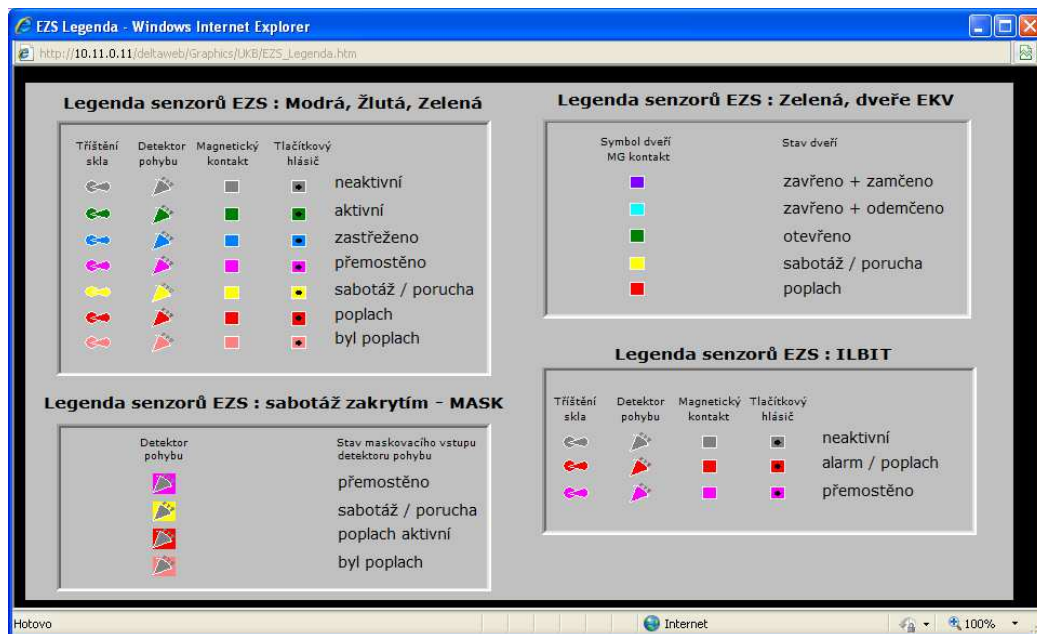 EZS Legenda - Windows Internet Explorer
http://10.11.0.11/deltaweb/Graphics/UKB/EZS_Legenda.htm
Legenda senzorů EZS : Modrá, Žlutá, Zelená
Tříštění skla
Detektor pohybu
Magnetický kontakt
Tlačítkový hlásič
neaktivní
aktivní
zastřeženo
přemostěno
sabotáž / porucha
poplach
byl poplach
Legenda senzorů EZS : sabotáž zakrytím - MASK
Detektor pohybu
Stav maskovacího vstupu
detektoru pohybu
přemostěno
sabotáž / porucha
poplach aktivní
byl poplach
Legenda senzorů EZS : Zelená, dveře EKV
Symbol dveří
MG kontakt
Stav dveří
zavřeno + zamčeno
zavřeno + odemčeno
otevřeno
sabotáž / porucha
poplach
Legenda senzorů EZS : ILBIT
Tříštění skla
Detektor pohybu
Magnetický kontakt
Tlačítkový hlásič
neaktivní
alarm / poplach
přemostěno
Hotovo
Internet
100%